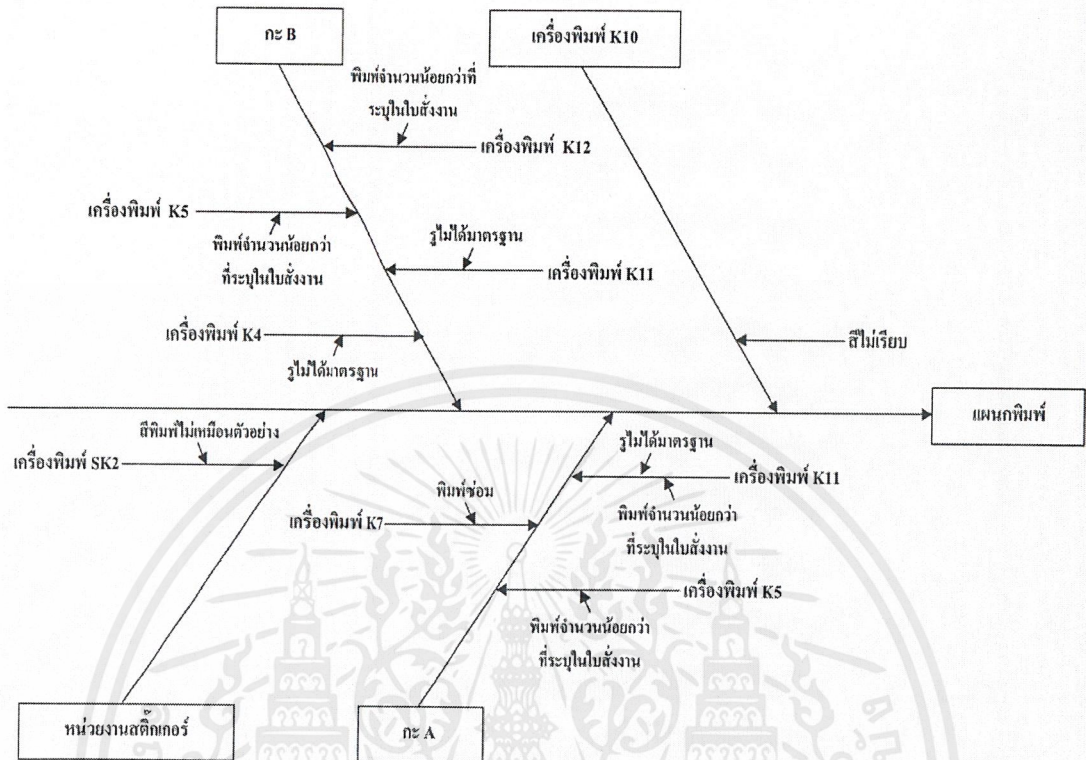 กะ B
เครื่องพิมพ์ K10
พิมพ์จำนวนน้อยกว่าที่
ระบุในใบสั่งงาน
เครื่องพิมพ์ K12
เครื่องพิมพ์ K5
พิมพ์จำนวนน้อยกว่า
ที่ระบุในใบสั่งงาน
รูไม่ได้มาตรฐาน
เครื่องพิมพ์ K11
เครื่องพิมพ์ K4
รูไม่ได้มาตรฐาน
สีไม่เรียบ
แผนกพิมพ์
สีพิมพ์ไม่เหมือนตัวอย่าง
เครื่องพิมพ์ SK2
รูไม่ได้มาตรฐาน
เครื่องพิมพ์ K11
พิมพ์จำนวนน้อยกว่า
ที่ระบุในใบสั่งงาน
พิมพ์ซ่อม
เครื่องพิมพ์ K7
เครื่องพิมพ์ K5
พิมพ์จำนวนน้อยกว่า
ที่ระบุในใบสั่งงาน
หน่วยงานสติ๊กเกอร์
กะ A